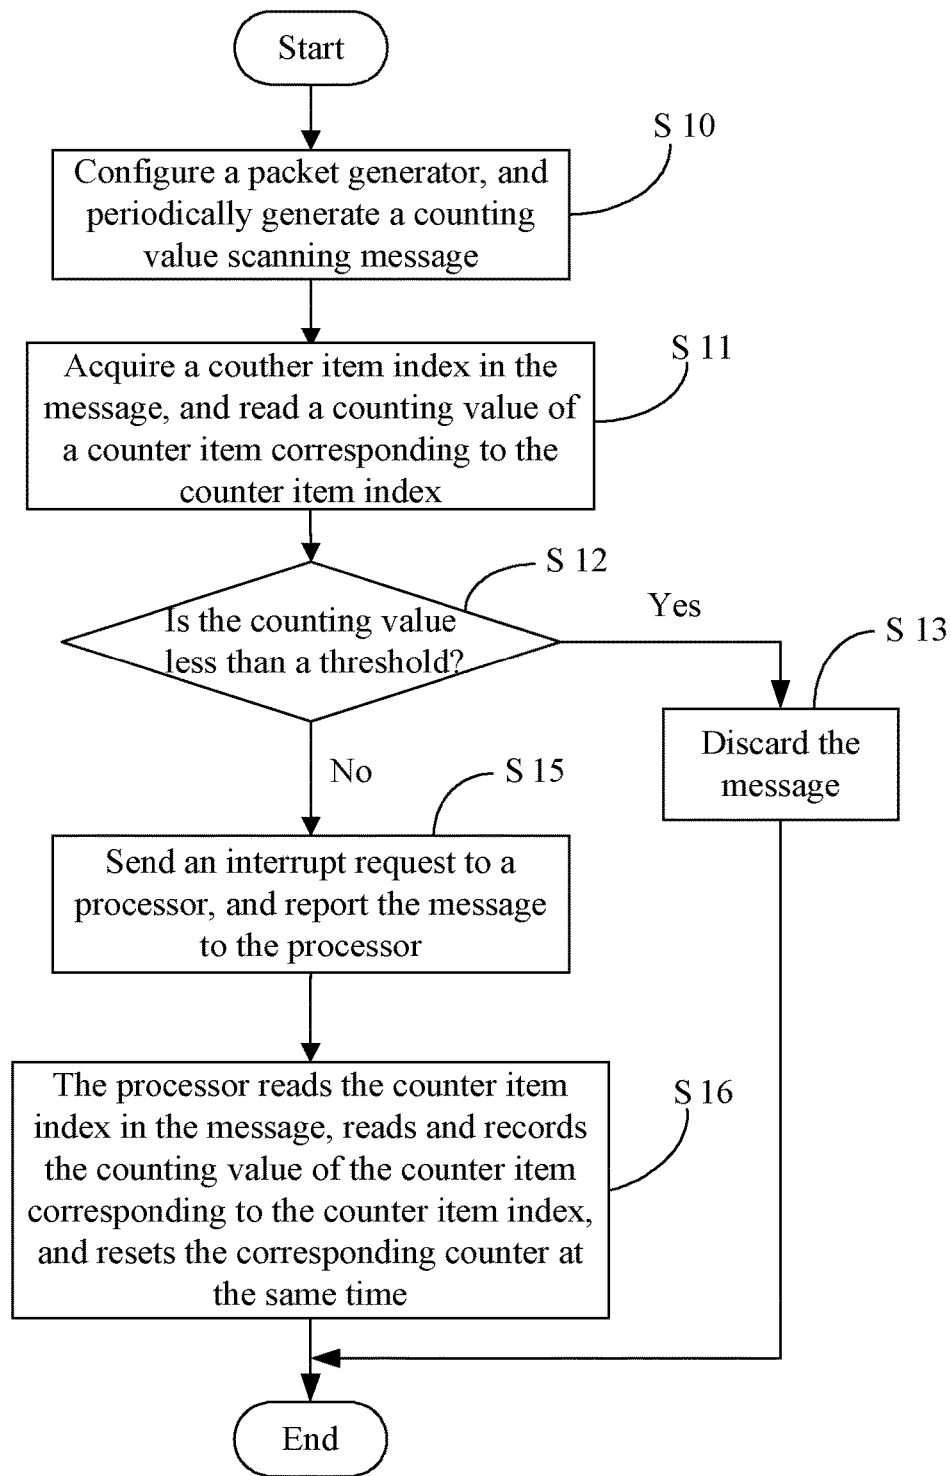 Start
S 10
Configure a packet generator, and
periodically generate a counting
value scanning message
S 11
Acquire a couther item index in the
message, and read a counting value of
a counter item corresponding to the
counter item index
S 12
Is the counting value
less than a threshold?
Yes
S 13
Discard the
message
No
S 15
Send an interrupt request to a
processor, and report the message
to the processor
S 16
The processor reads the counter item
index in the message, reads and records
the counting value of the counter item
corresponding to the counter item index,
and resets the corresponding counter at
the same time
End